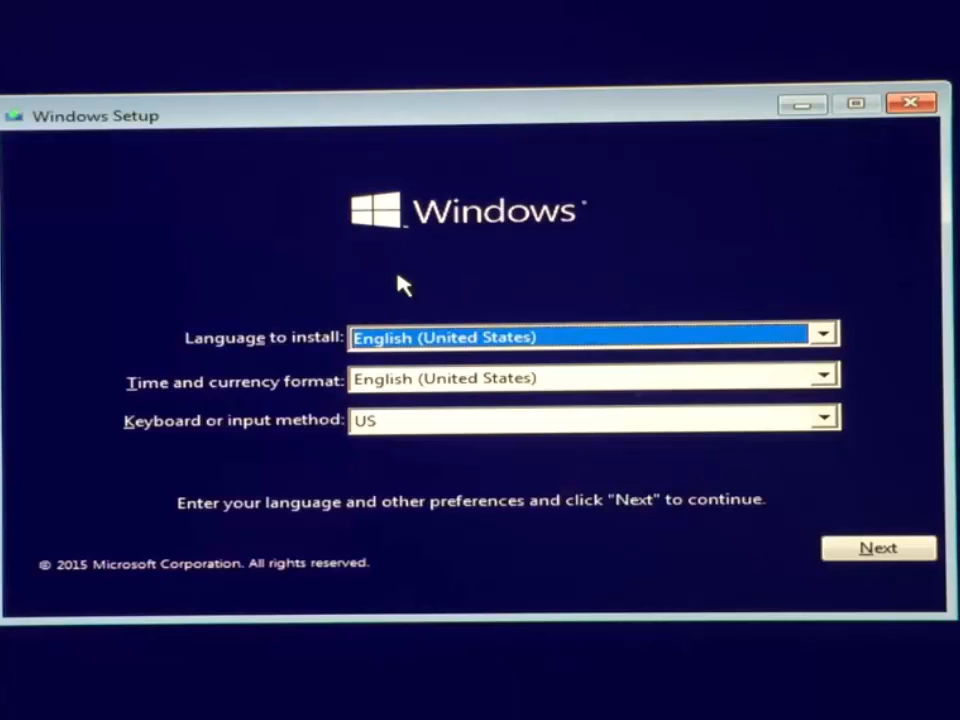 Windows Setup
Windows
Language to install: English (United States)
Time and currency format: English (United States)
Keyboard or input method: US
Enter your language and other preferences and click "Next" to continue.
Next
© 2015 Microsoft Corporation. All rights reserved.